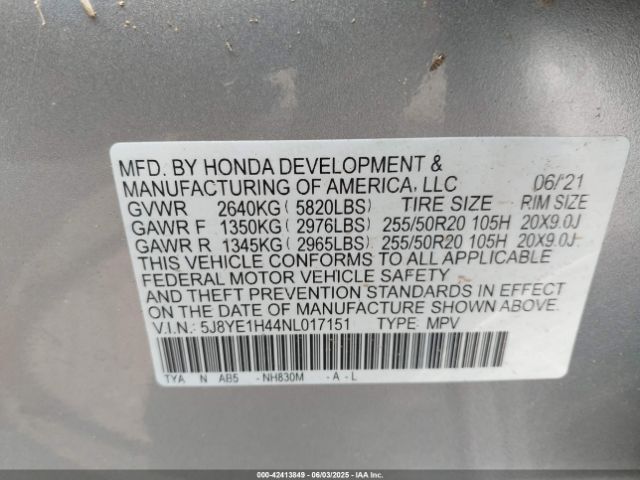 MFD. BY HONDA DEVELOPMENT &
MANUFACTURING OF AMERICA, LLC 06/'21
GVWR 2640KG ( 5820LBS) TIRE SIZE RIM SIZE
GAWR F 1350KG ( 2976LBS) 255/50R20 105H 20X9.0J
GAWR R 1345KG ( 2965LBS) 255/50R20 105H 20X9.0J
THIS VEHICLE CONFORMS TO ALL APPLICABLE
FEDERAL MOTOR VEHICLE SAFETY
AND THEFT PREVENTION STANDARDS IN EFFECT
ON THE DATE OF MANUFACTURE SHOWN ABOVE.
V.I.N.: 5J8YE1H44NL017151 TYPE: MPV
TYA N AB5 -NH830M -A-L
000-42413849 - 06/03/2025 - IAA Inc.